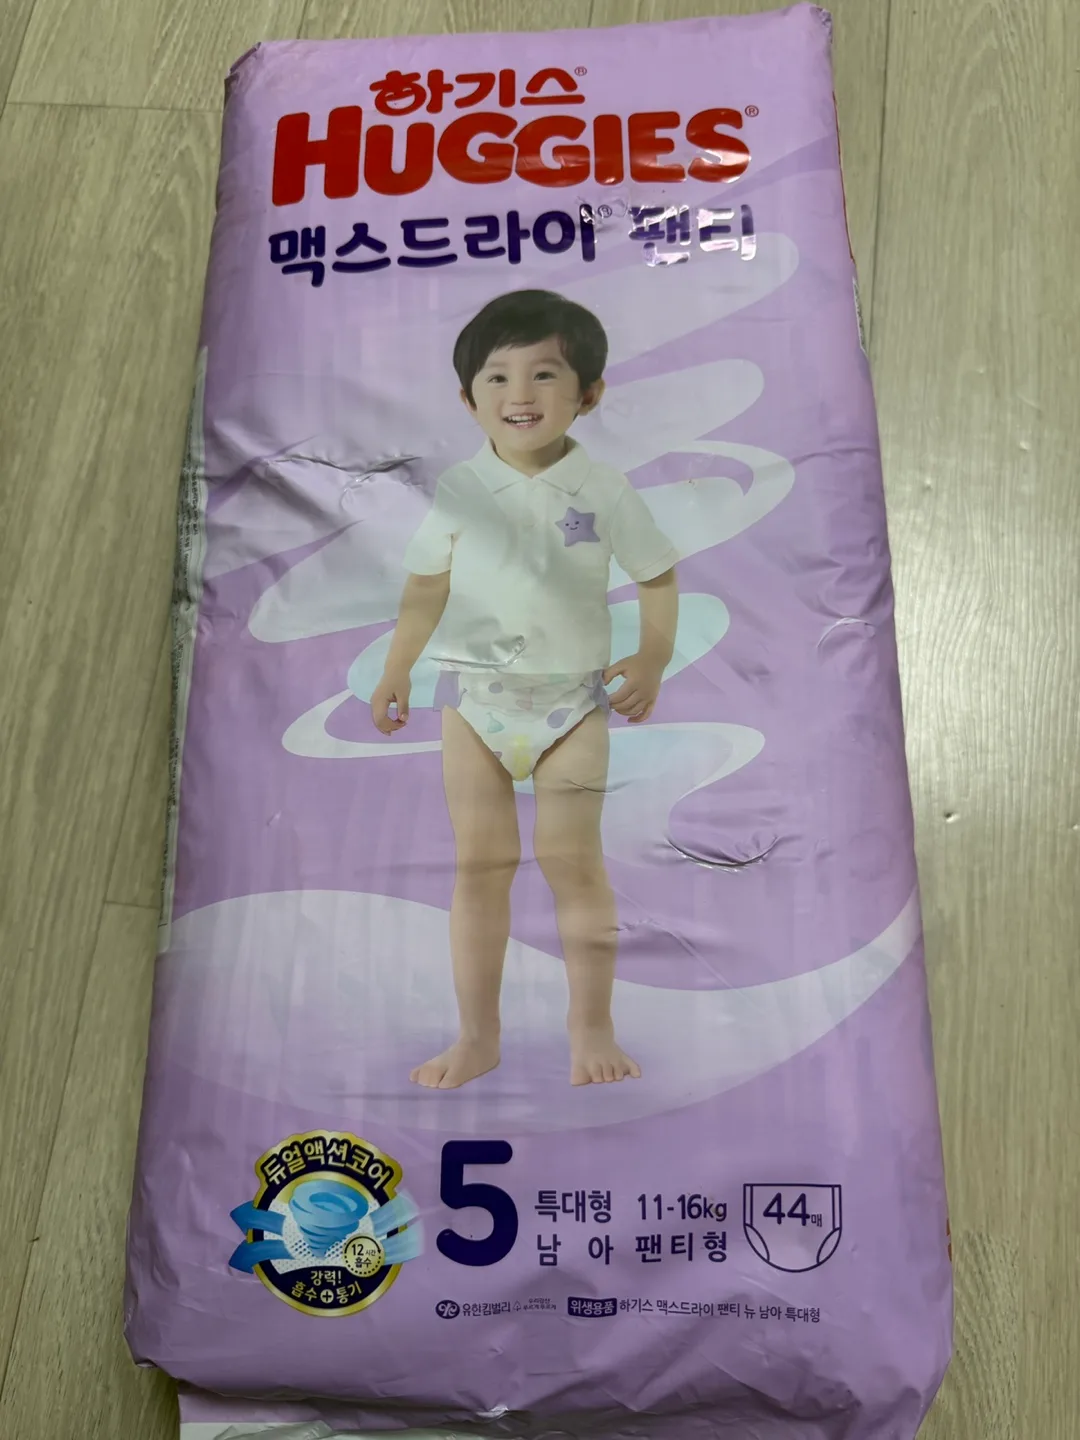 하기스®
HUGGIES®
맥스드라이® 팬티
듀얼액션코어
12시간
흡수
강력!
흡수+통기
5
특대형 11-16kg
남 아 팬티형
44매
유한킴벌리
위생용품 하기스 맥스드라이 팬티 뉴 남아 특대형